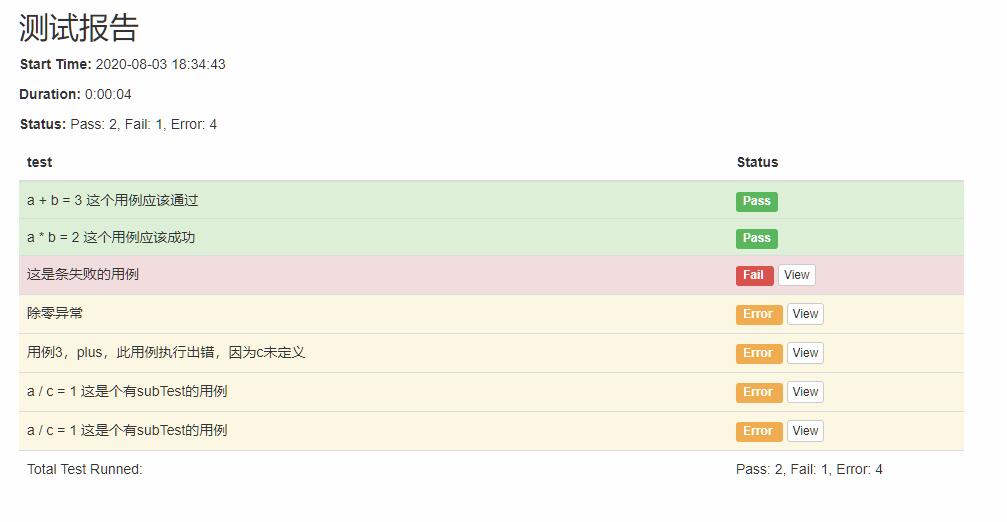 测试报告
Start Time: 2020-08-03 18:34:43
Duration: 0:00:04
Status: Pass: 2, Fail: 1, Error: 4
test Status
a + b = 3 这个用例应该通过 Pass
a * b = 2 这个用例应该成功 Pass
这是条失败的用例 Fail View
除零异常 Error View
用例3，plus，此用例执行出错，因为c未定义 Error View
a / c = 1 这是个有subTest的用例 Error View
a / c = 1 这是个有subTest的用例 Error View
Total Test Runned: Pass: 2, Fail: 1, Error: 4